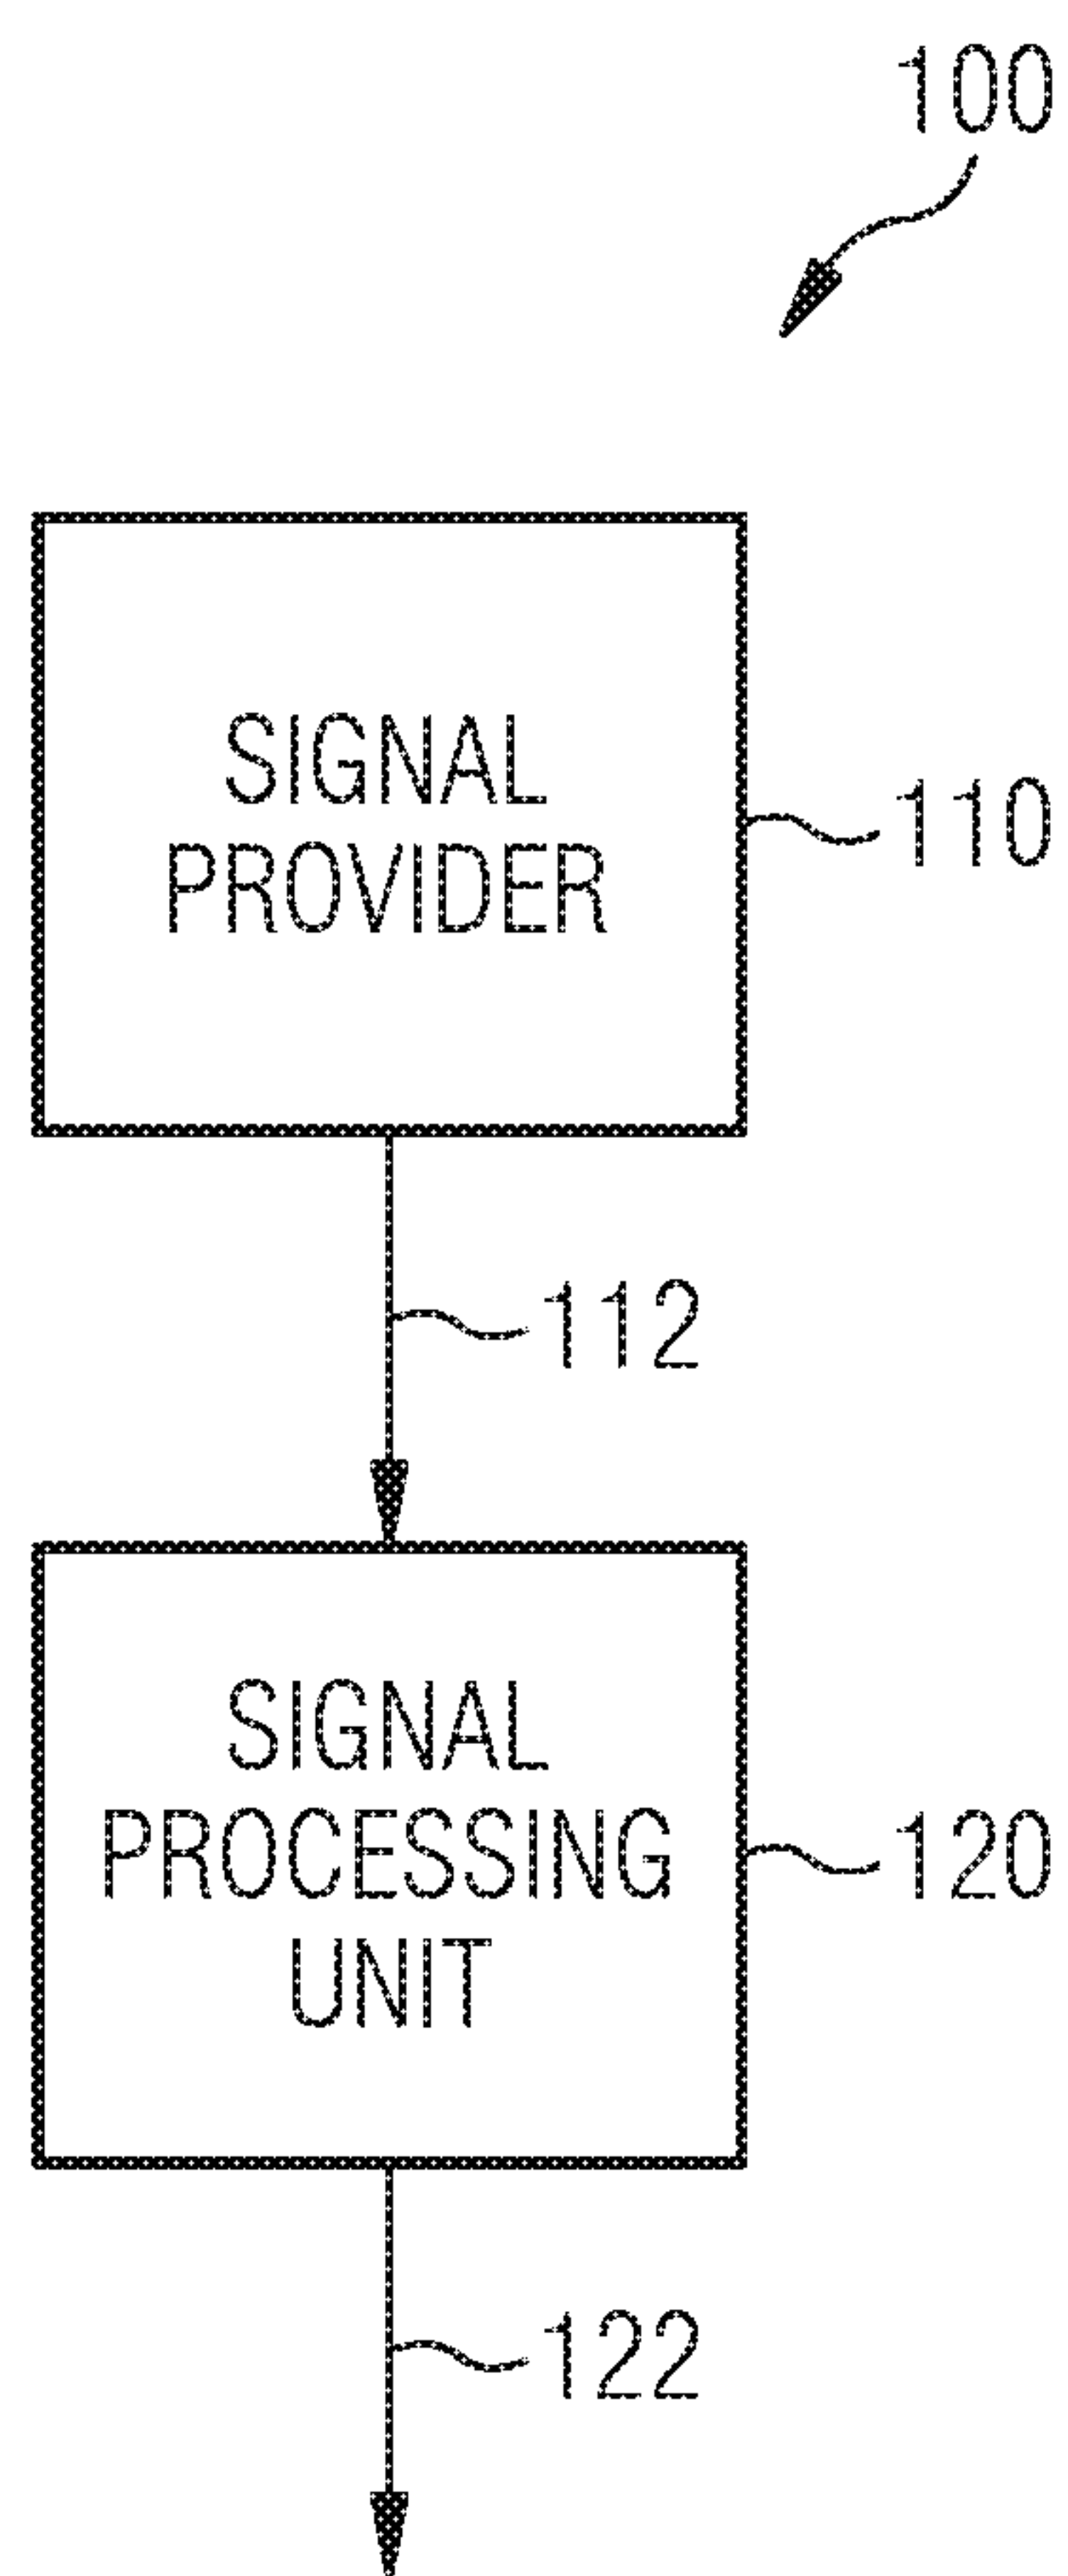 100
SIGNAL
PROVIDER
110
112
SIGNAL
PROCESSING
UNIT
120
122